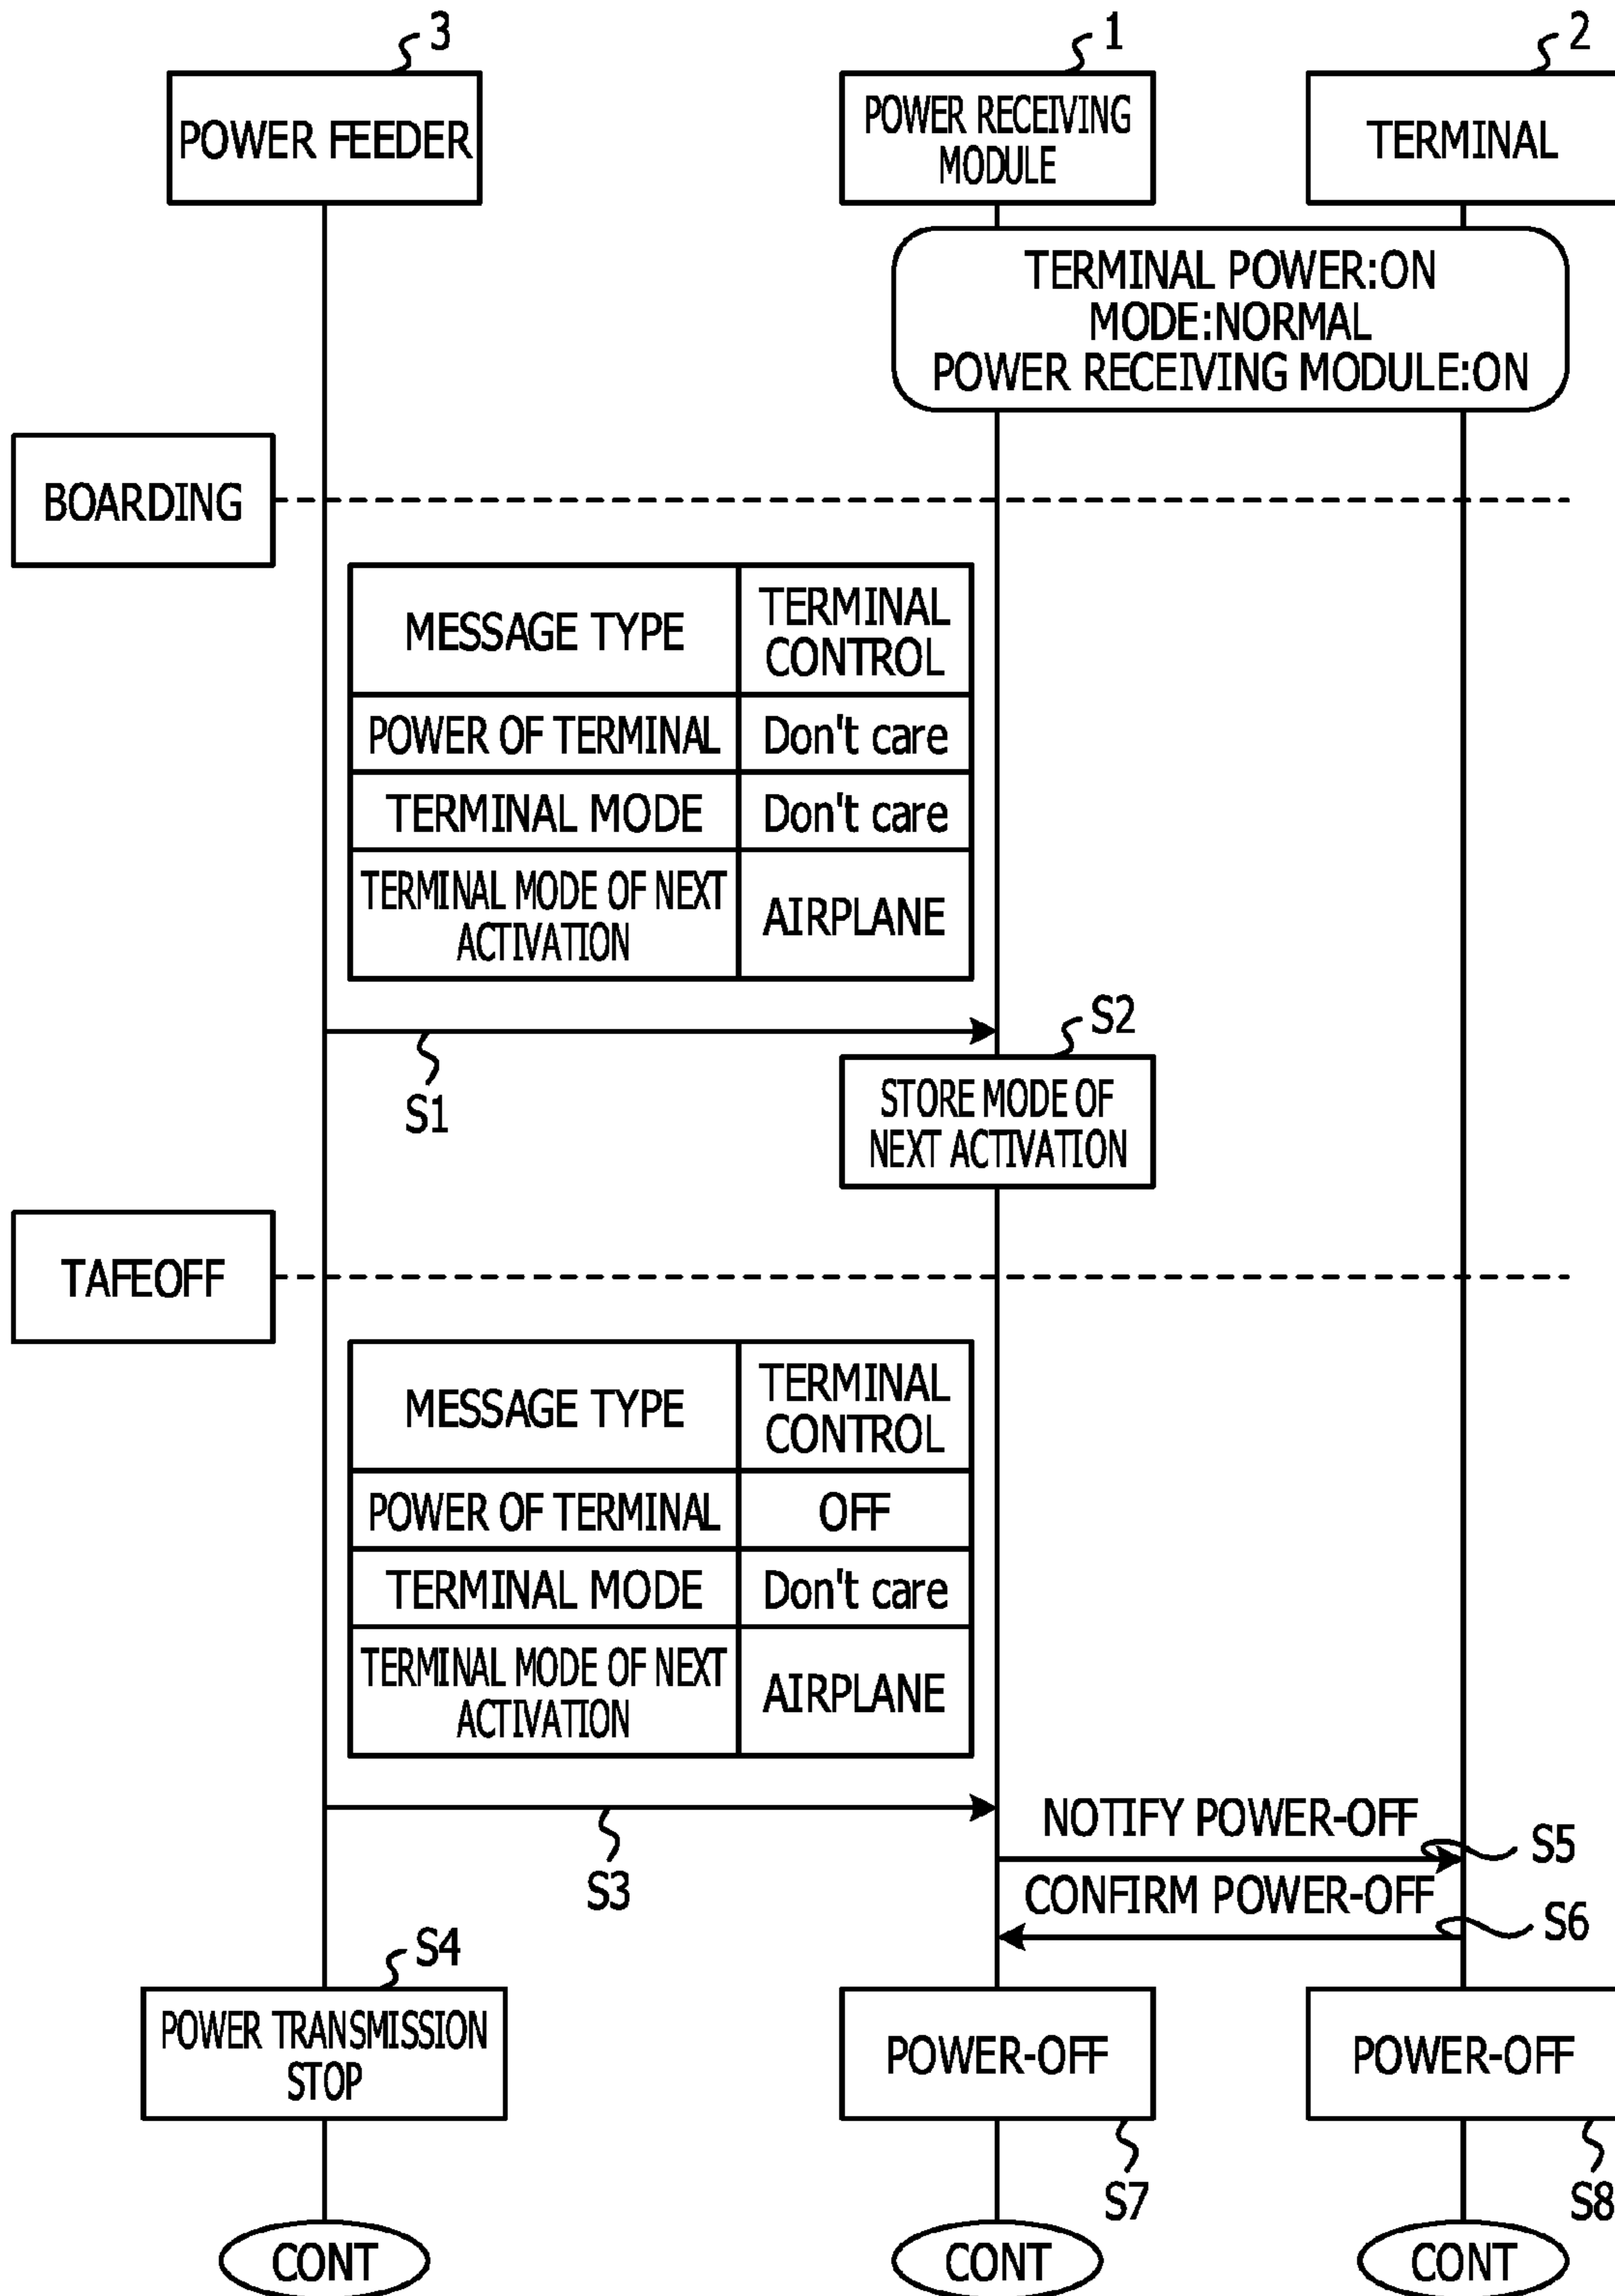 3
1
2
POWER FEEDER
POWER RECEIVING
MODULE
TERMINAL
TERMINAL POWER:ON
MODE:NORMAL
POWER RECEIVING MODULE:ON
BOARDING
MESSAGE TYPE
TERMINAL
CONTROL
POWER OF TERMINAL
Don't care
TERMINAL MODE
Don't care
TERMINAL MODE OF NEXT
ACTIVATION
AIRPLANE
S1
S2
STORE MODE OF
NEXT ACTIVATION
TAFEOFF
MESSAGE TYPE
TERMINAL
CONTROL
POWER OF TERMINAL
OFF
TERMINAL MODE
Don't care
TERMINAL MODE OF NEXT
ACTIVATION
AIRPLANE
S3
NOTIFY POWER-OFF
S5
CONFIRM POWER-OFF
S6
S4
POWER TRANSMISSION
STOP
POWER-OFF
POWER-OFF
S7
S8
CONT
CONT
CONT